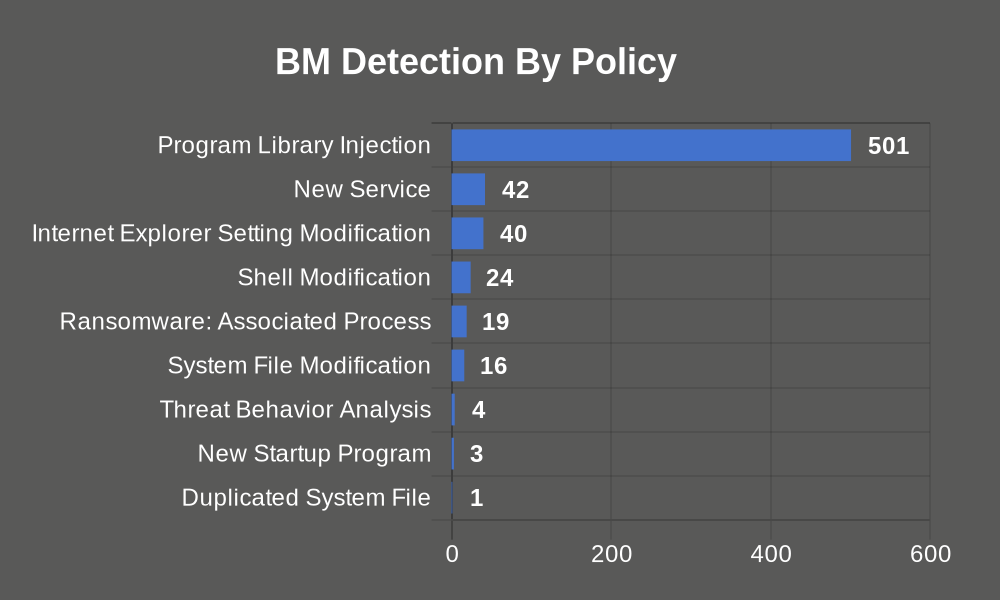 BM Detection By Policy
Program Library Injection 501
New Service 42
Internet Explorer Setting Modification 40
Shell Modification 24
Ransomware: Associated Process 19
System File Modification 16
Threat Behavior Analysis 4
New Startup Program 3
Duplicated System File 1
0 200 400 600